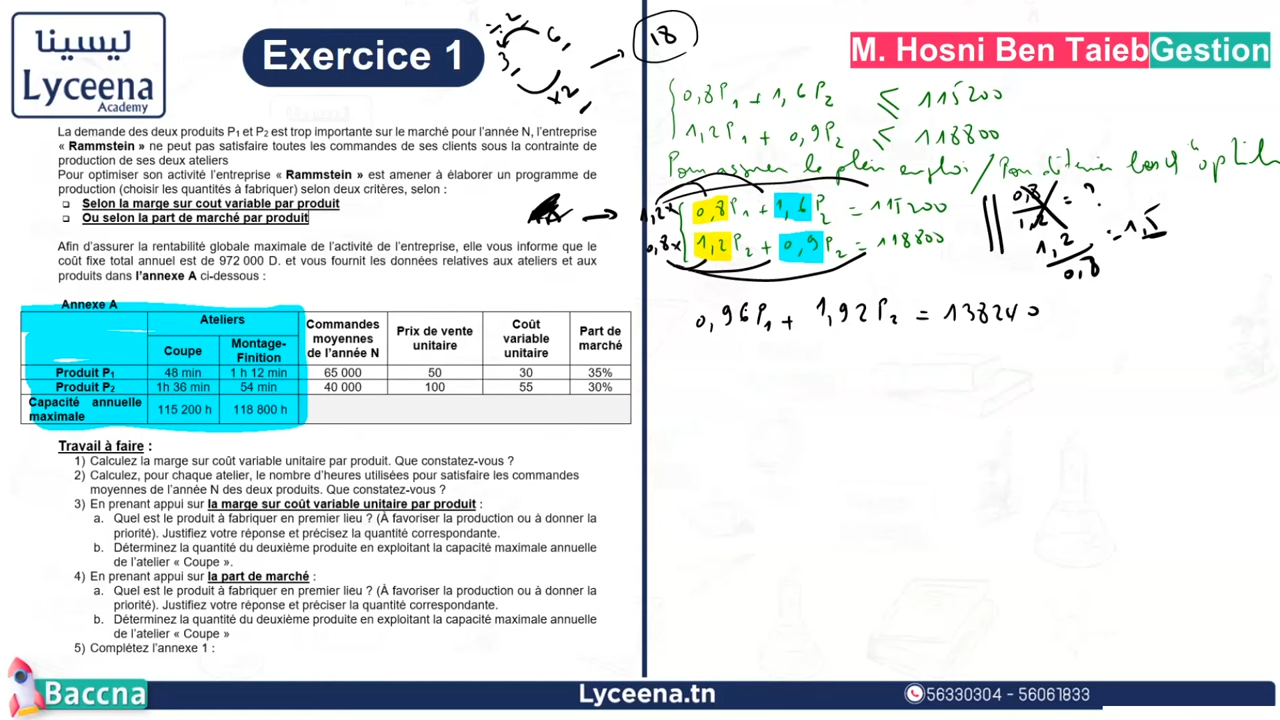 ليسينا
Lyceena
Academy
Exercice 1
M. Hosni Ben Taieb Gestion
La demande des deux produits P1 et P2 est trop importante sur le marché pour l'année N, l'entreprise
« Rammstein » ne peut pas satisfaire toutes les commandes de ses clients sous la contrainte de
production de ses deux ateliers
Pour optimiser son activité l'entreprise « Rammstein » est amener à élaborer un programme de
production (choisir les quantités à fabriquer) selon deux critères, selon :
Selon la marge sur cout variable par produit
Ou selon la part de marché par produit
Afin d'assurer la rentabilité globale maximale de l'activité de l'entreprise, elle vous informe que le
coût fixe total annuel est de 972 000 D. et vous fournit les données relatives aux ateliers et aux
produits dans l'annexe A ci-dessous :
Annexe A
Ateliers
Commandes moyennes de l'année N
Prix de vente unitaire
Coût variable unitaire
Part de marché
Coupe
Montage-Finition
Produit P1 48 min 1 h 12 min 65 000 50 30 35%
Produit P2 1h 36 min 54 min 40 000 100 55 30%
Capacité annuelle maximale 115 200 h 118 800 h
Travail à faire :
1) Calculez la marge sur coût variable unitaire par produit. Que constatez-vous ?
2) Calculez, pour chaque atelier, le nombre d'heures utilisées pour satisfaire les commandes
moyennes de l'année N des deux produits. Que constatez-vous ?
3) En prenant appui sur la marge sur coût variable unitaire par produit :
a. Quel est le produit à fabriquer en premier lieu ? (À favoriser la production ou à donner la
priorité). Justifiez votre réponse et précisez la quantité correspondante.
b. Déterminez la quantité du deuxième produite en exploitant la capacité maximale annuelle
de l'atelier « Coupe ».
4) En prenant appui sur la part de marché :
a. Quel est le produit à fabriquer en premier lieu ? (À favoriser la production ou à donner la
priorité). Justifiez votre réponse et préciser la quantité correspondante.
b. Déterminez la quantité du deuxième produite en exploitant la capacité maximale annuelle
de l'atelier « Coupe »
5) Complétez l'annexe 1 :
18
0,8P1 + 1,6P2 ≤ 115200
1,2P1 + 0,9P2 ≤ 118800
le plein emploi /
1,2× 0,8P1 + 1,6P2 = 115200
0,8× 1,2P2 + 0,9P2 = 118800
0,8/1,2 = ?
1,2/0,8 = 1,5
0,96P1 + 1,92P2 = 138240
Baccna
Lyceena.tn
56330304 - 56061833